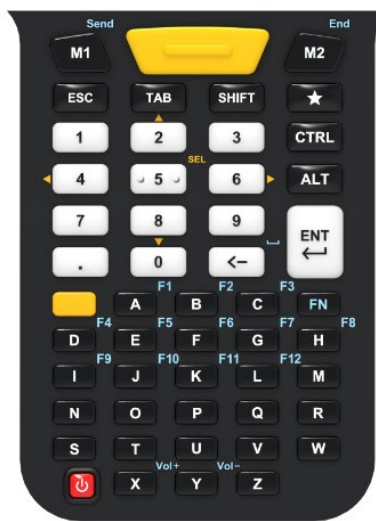 Send End
M1 M2
ESC TAB SHIFT ★
1 2 3 CTRL
SEL
4 5 6 ALT
7 8 9 ENT
. 0 <-
F1 F2 F3
A B C FN
F4 F5 F6 F7 F8
D E F G H
F9 F10 F11 F12
I J K L M
N O P Q R
S T U V W
Vol+ Vol-
X Y Z